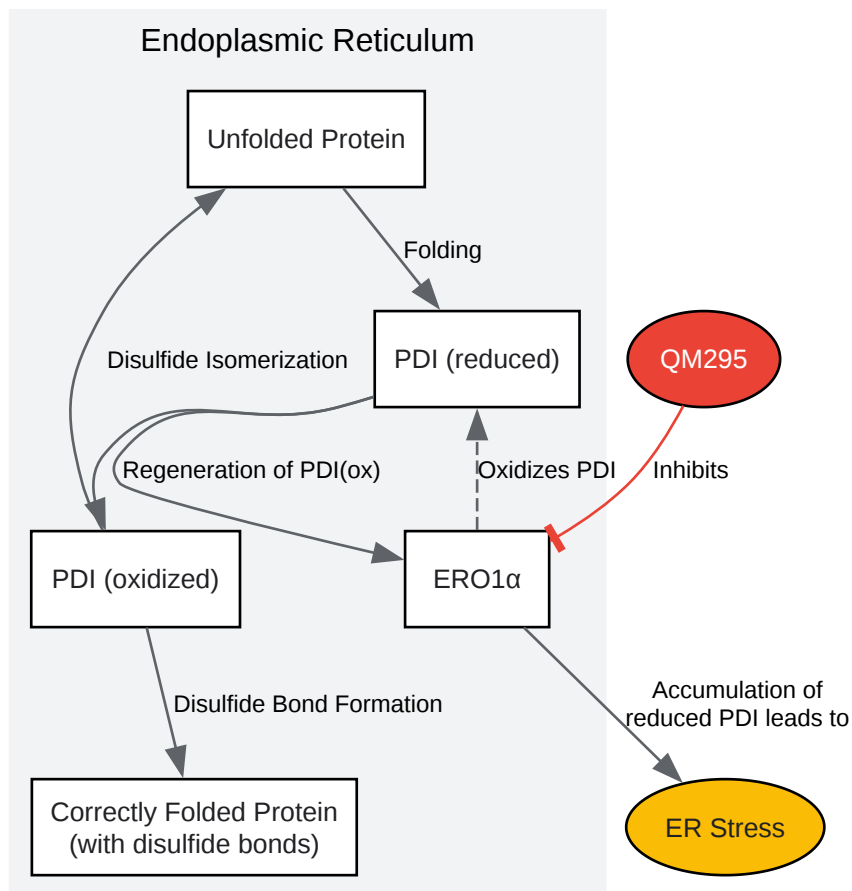 Endoplasmic Reticulum
Unfolded Protein
Folding
Disulfide Isomerization
PDI (reduced)
QM295
Regeneration of PDI(ox)
Oxidizes PDI
Inhibits
PDI (oxidized)
ERO1α
Disulfide Bond Formation
Accumulation of
reduced PDI leads to
Correctly Folded Protein
(with disulfide bonds)
ER Stress